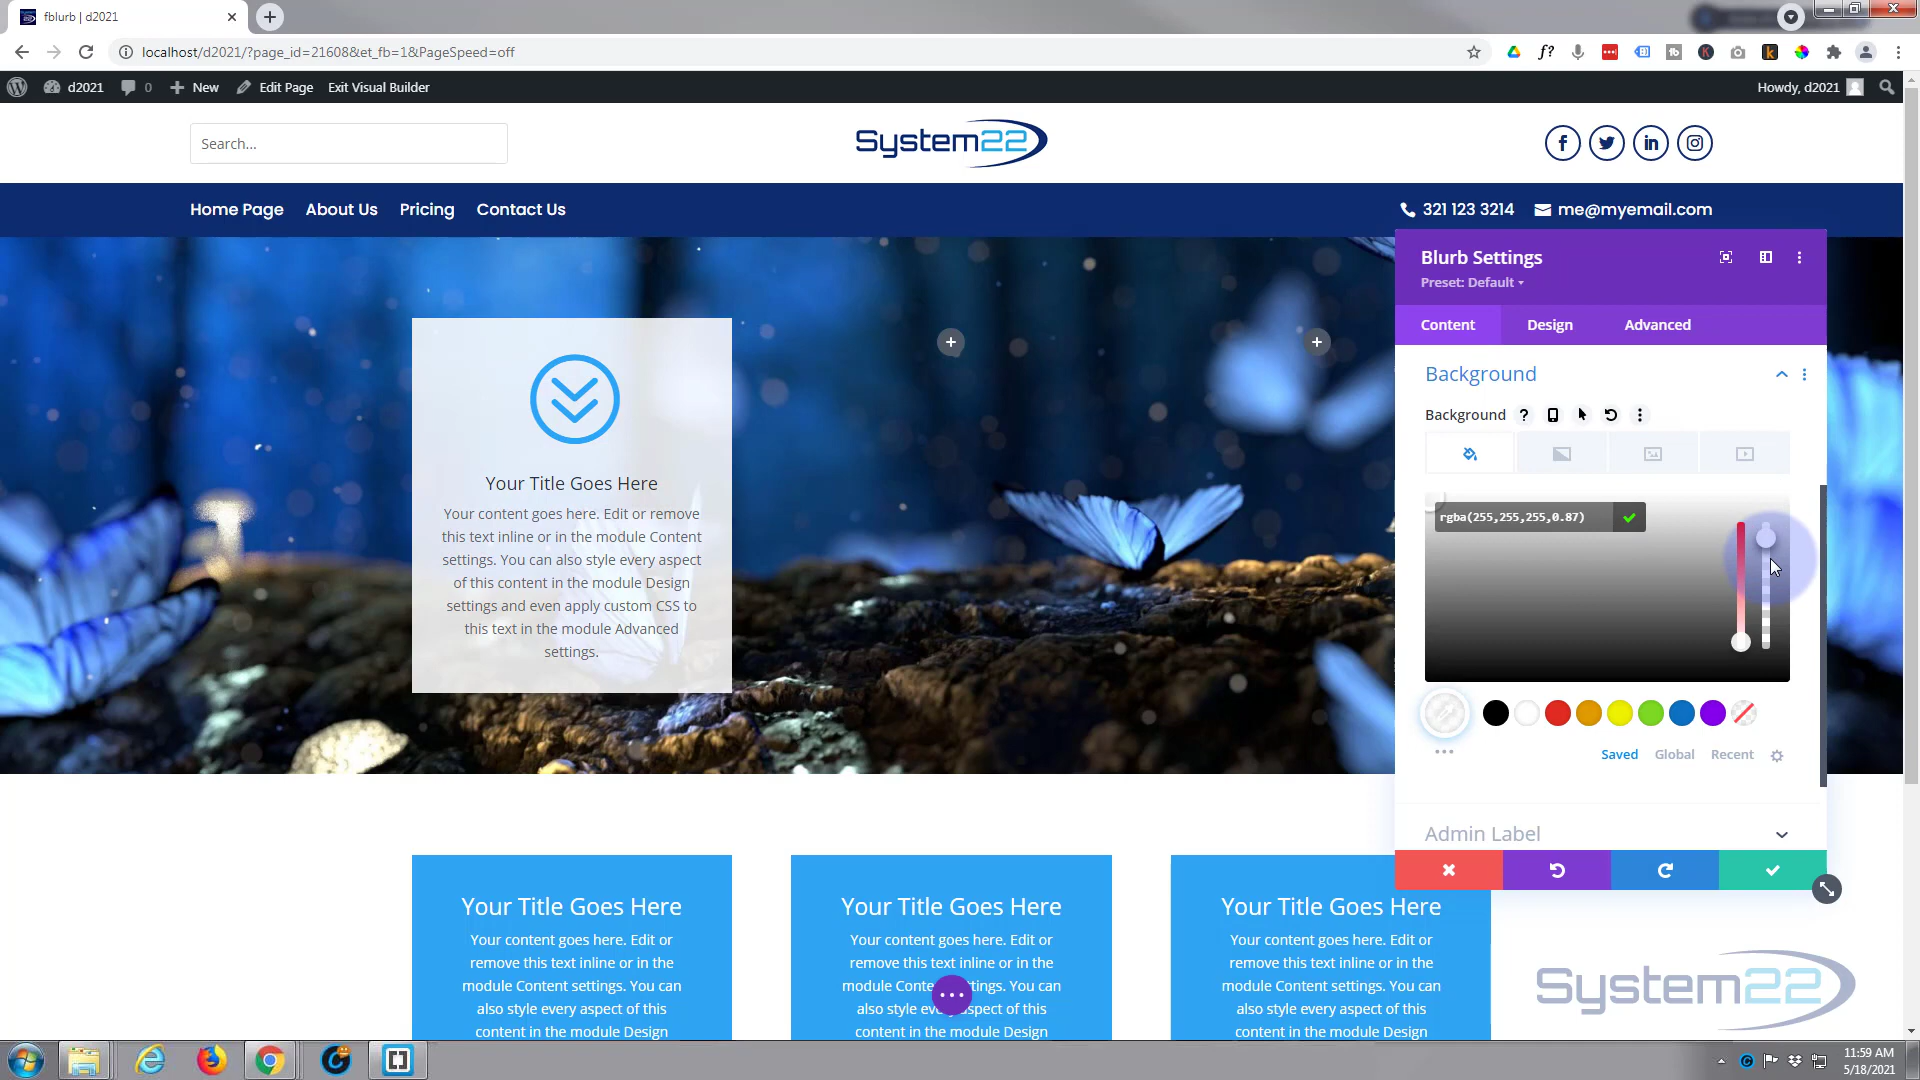 fblurb | d2021
localhost/d2021/?page_id=21608&et_fb=1&PageSpeed=off
d2021 0 New Edit Page Exit Visual Builder Howdy, d2021
Search...
System22
Home Page About Us Pricing Contact Us 321 123 3214 me@myemail.com
Blurb Settings
Preset: Default
Content Design Advanced
Background
Background ?
rgba(255,255,255,0.87)
Saved Global Recent
Admin Label
Your Title Goes Here
Your content goes here. Edit or remove
this text inline or in the module Content
settings. You can also style every aspect
of this content in the module Design
settings and even apply custom CSS to
this text in the module Advanced
settings.
Your Title Goes Here
Your content goes here. Edit or
remove this text inline or in the
module Content settings. You can
also style every aspect of this
content in the module Design
Your Title Goes Here
Your content goes here. Edit or
remove this text inline or in the
module Conte tings. You can
also style eve aspect of this
content in the module Design
Your Title Goes Here
Your content goes here. Edit or
remove this text inline or in the
module Content settings. You can
also style every aspect of this
content in the module Design
System22
11:59 AM
5/18/2021